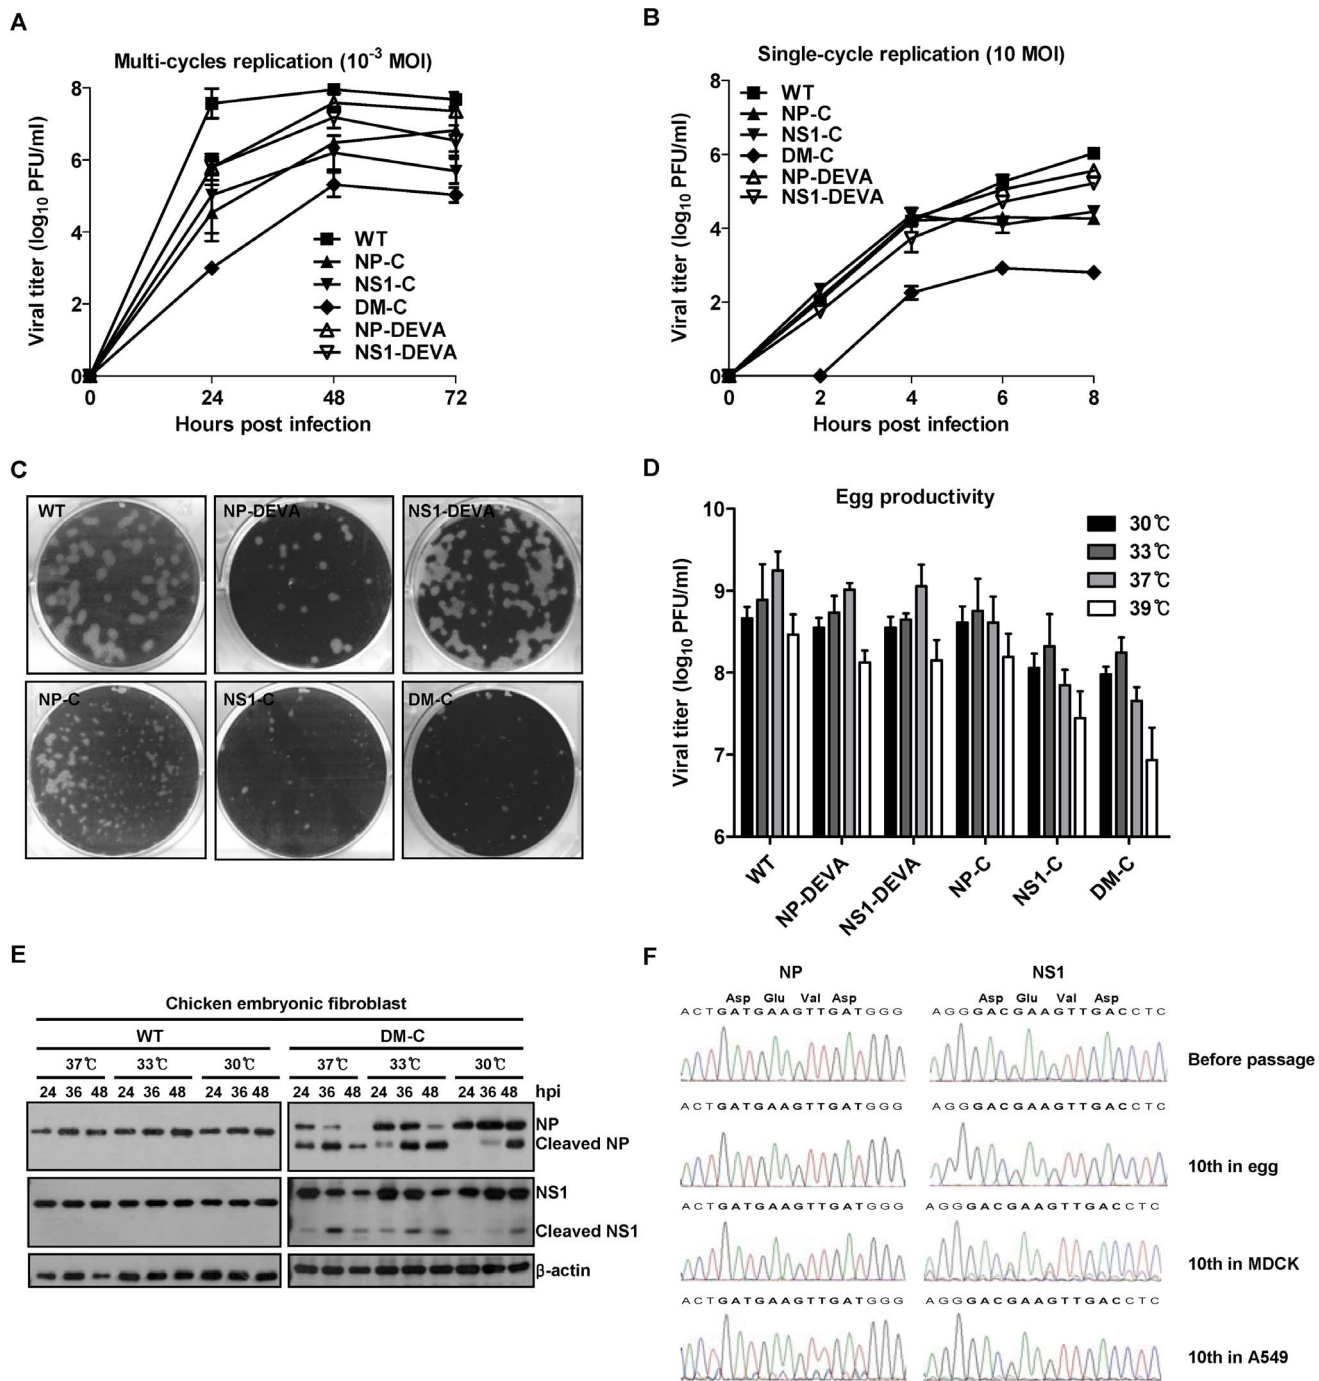 A
Multi-cycles replication (10-3 MOI)
Viral titer (log10 PFU/ml)
8
6
4
2
0
0 24 48 72
Hours post infection
WT
NP-C
NS1-C
DM-C
NP-DEVA
NS1-DEVA
B
Single-cycle replication (10 MOI)
Viral titer (log10 PFU/ml)
8
6
4
2
0
0 2 4 6 8
Hours post infection
WT
NP-C
NS1-C
DM-C
NP-DEVA
NS1-DEVA
C
WT NP-DEVA NS1-DEVA
NP-C NS1-C DM-C
D
Egg productivity
Viral titer (log10 PFU/ml)
10
9
8
7
6
30℃
33℃
37℃
39℃
WT NP-DEVA NS1-DEVA NP-C NS1-C DM-C
E
Chicken embryonic fibroblast
WT DM-C
37℃ 33℃ 30℃ 37℃ 33℃ 30℃
24 36 48 24 36 48 24 36 48 24 36 48 24 36 48 24 36 48 hpi
NP
Cleaved NP
NS1
Cleaved NS1
β-actin
F
NP NS1
Asp Glu Val Asp Asp Glu Val Asp
ACTGATGAAGTTGATGGG AGGGACGAAGTTGACCTC
Before passage
ACTGATGAAGTTGATGGG AGGGACGAAGTTGACCTC
10th in egg
ACTGATGAAGTTGATGGG AGGGACGAAGTTGACCTC
10th in MDCK
ACTGATGAAGTTGATGGG AGGGACGAAGTTGACCTC
10th in A549